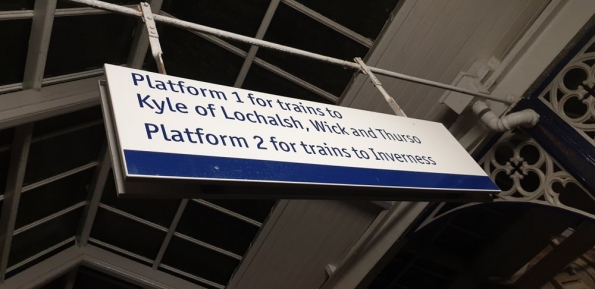 Platform 1 for trains to
Kyle of Lochalsh, Wick and Thurso
Platform 2 for trains to Inverness